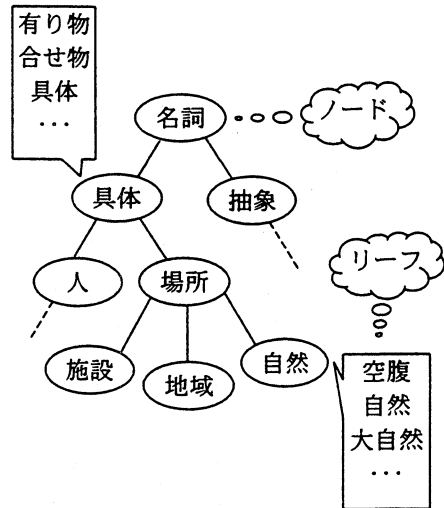 有り物
合せ物
具体
・・・
名詞
ノード
具体
抽象
人
場所
リーフ
施設
地域
自然
空腹
自然
大自然
・・・